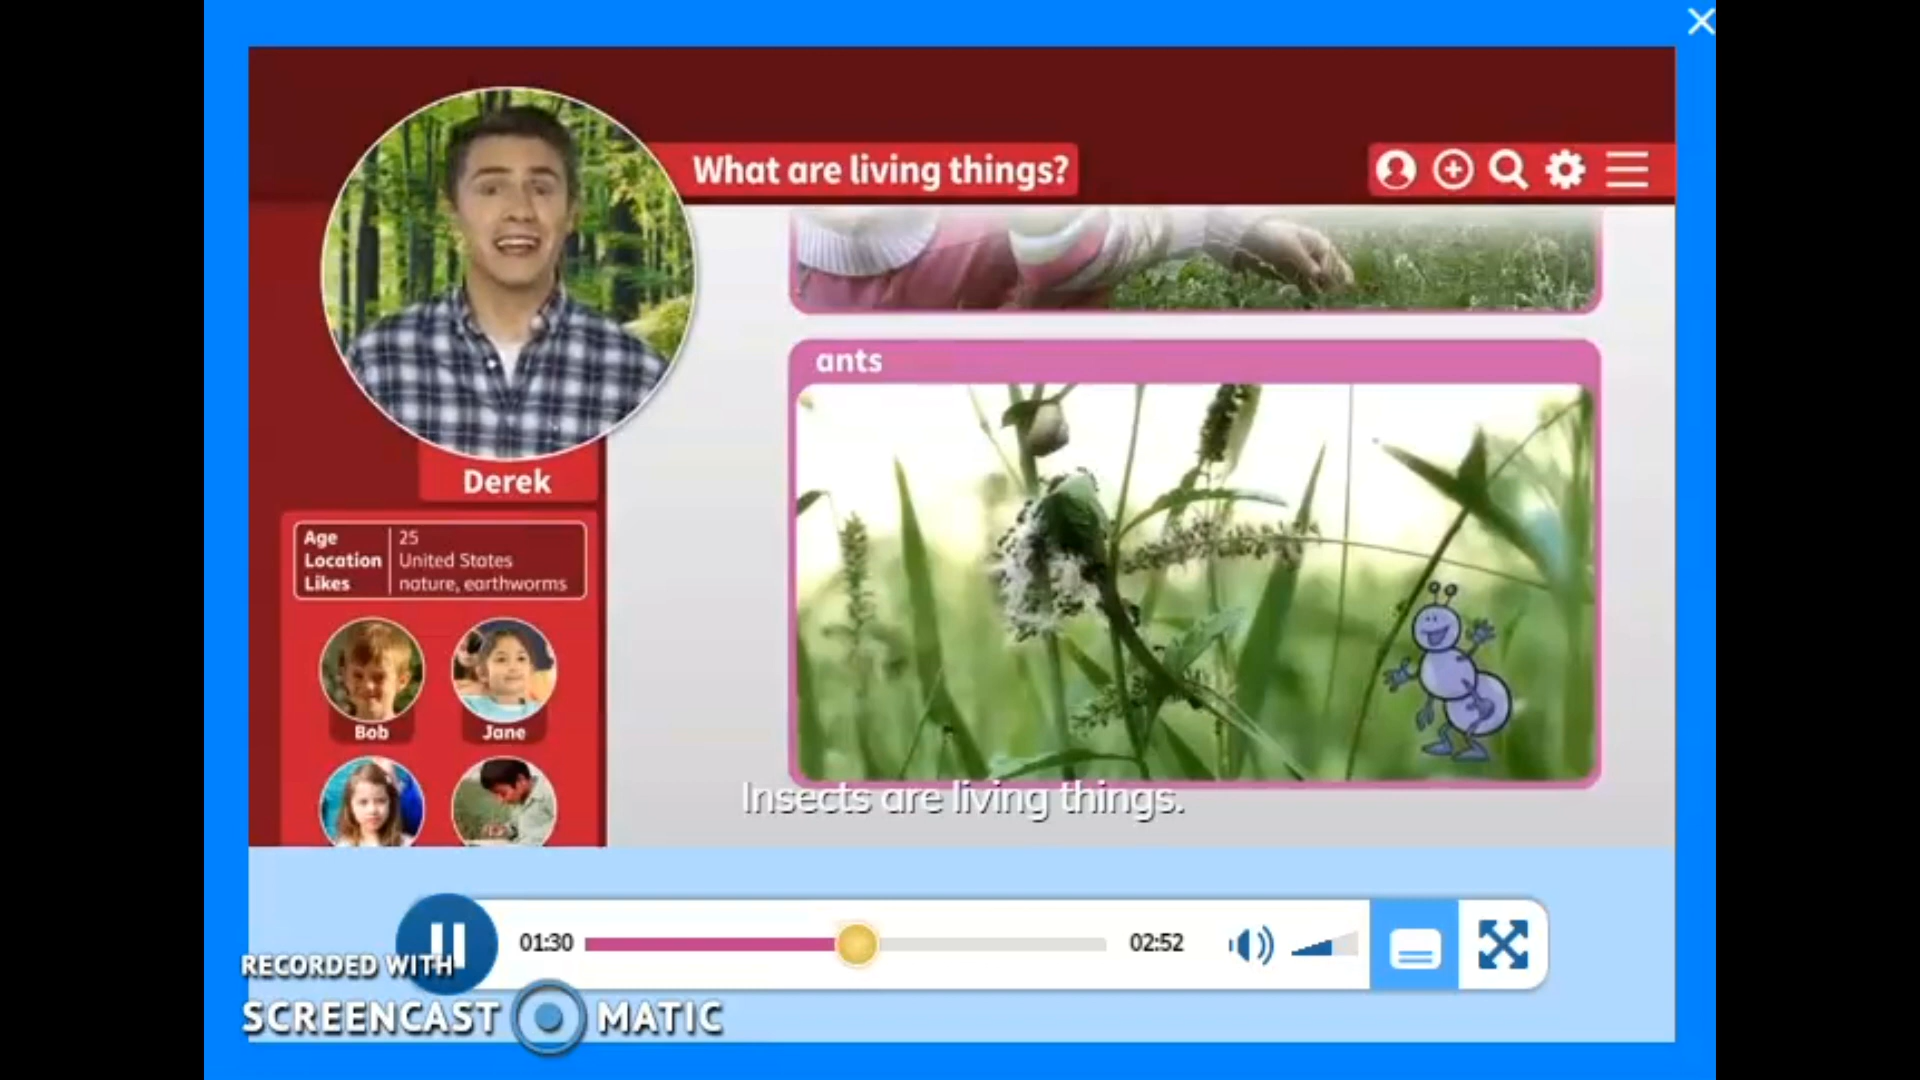 What are living things?
ants
Derek
Age 25
Location United States
Likes nature, earthworms
Bob
Jane
Insects are living things.
01:30
02:52
RECORDED WITH
SCREENCAST MATIC